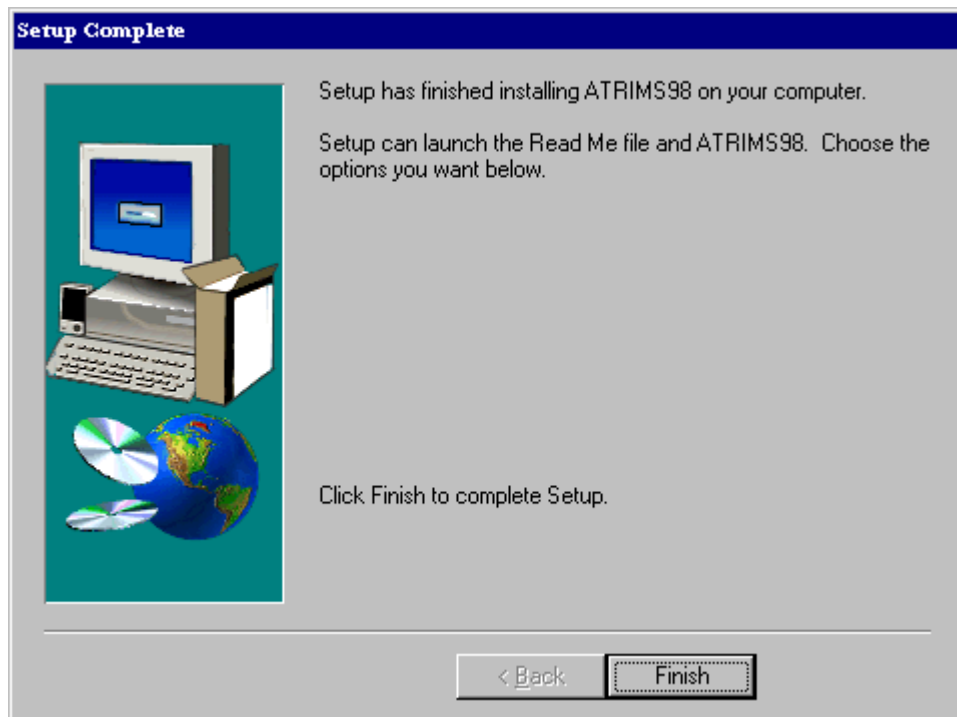 Setup Complete
Setup has finished installing ATRIMS98 on your computer.
Setup can launch the Read Me file and ATRIMS98.  Choose the
options you want below.
Click Finish to complete Setup.
< Back
Finish